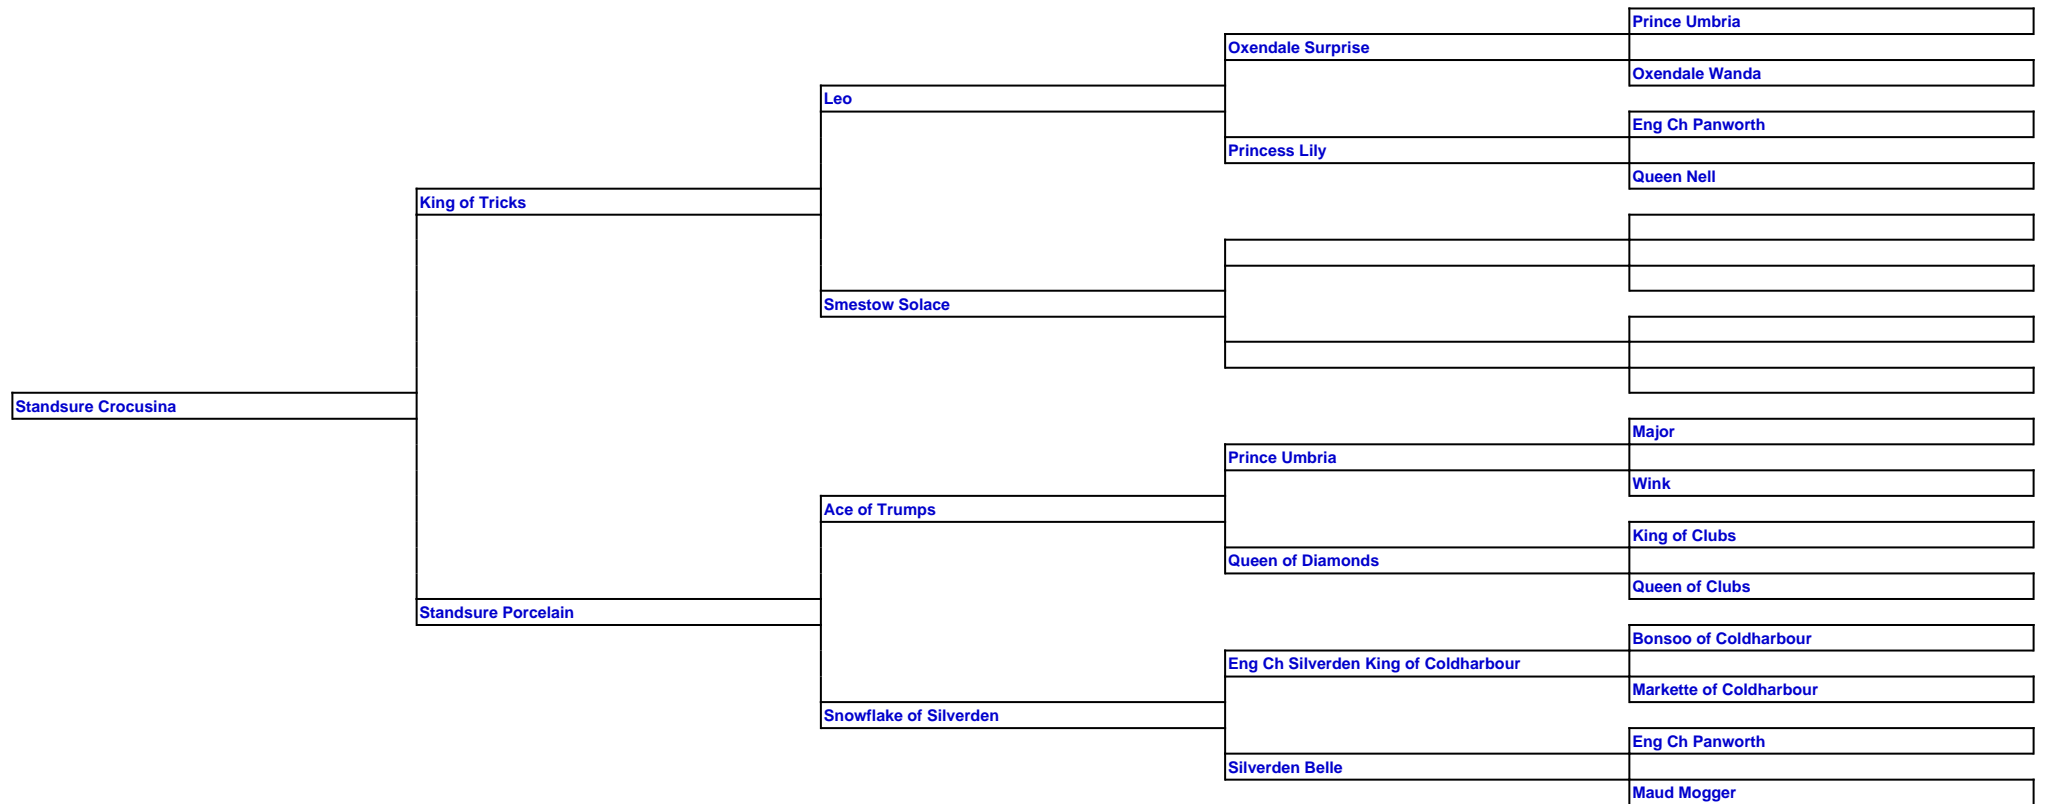 Prince Umbria
Oxendale Surprise
Oxendale Wanda
Leo
Eng Ch Panworth
Princess Lily
Queen Nell
King of Tricks
Smestow Solace
Standsure Crocusina
Major
Prince Umbria
Wink
Ace of Trumps
King of Clubs
Queen of Diamonds
Queen of Clubs
Standsure Porcelain
Bonsoo of Coldharbour
Eng Ch Silverden King of Coldharbour
Markette of Coldharbour
Snowflake of Silverden
Eng Ch Panworth
Silverden Belle
Maud Mogger